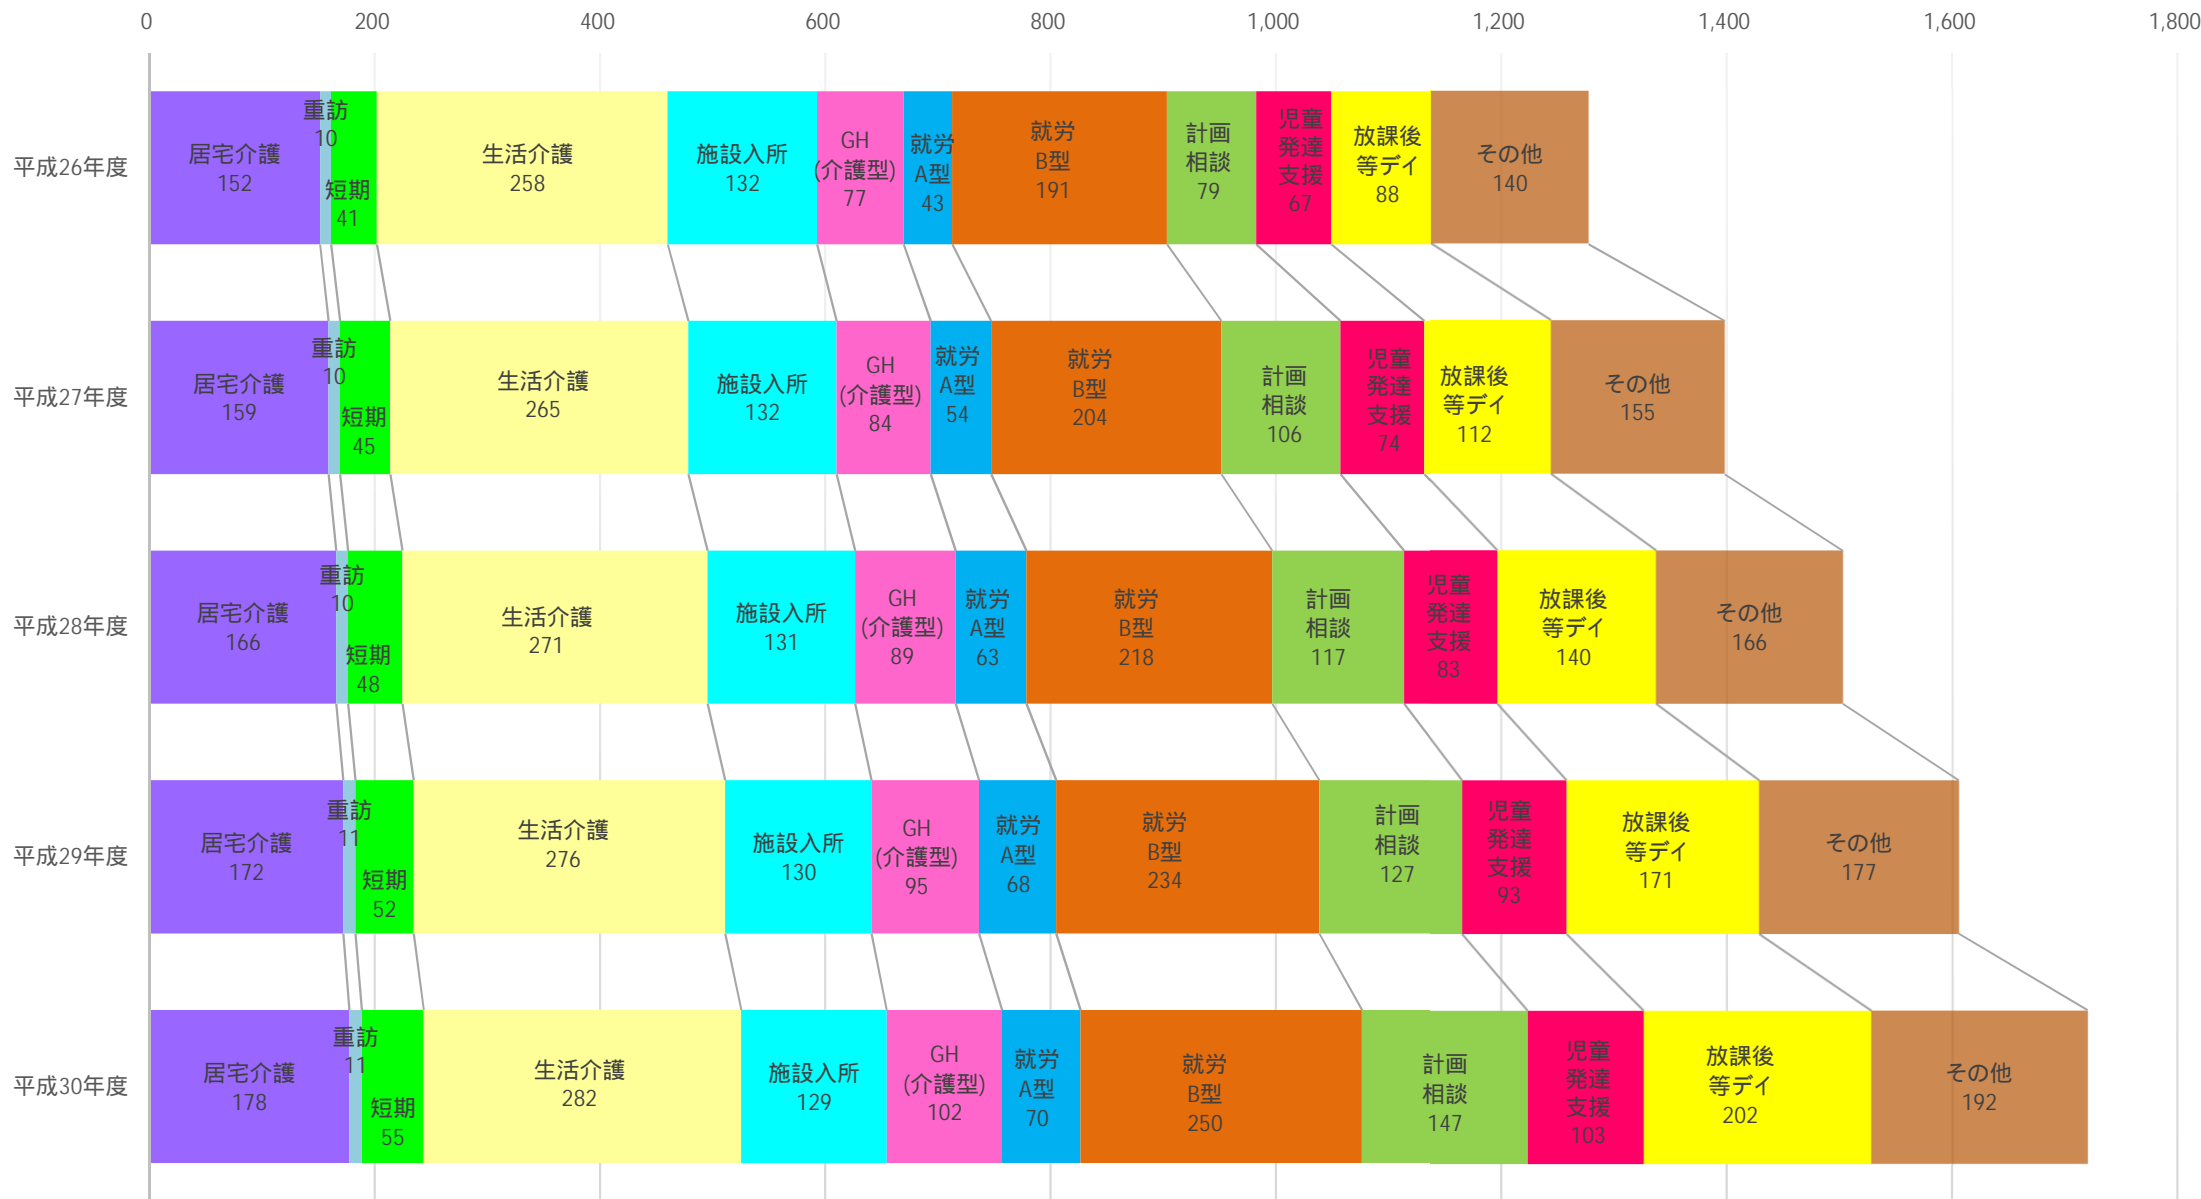 0 200 400 600 800 1,000 1,200 1,400 1,600 1,800
平成26年度
居宅介護
152
重訪
10
短期
41
生活介護
258
施設入所
132
GH
(介護型)
77
就労
A型
43
就労
B型
191
計画
相談
79
児童
発達
支援
67
放課後
等デイ
88
その他
140
平成27年度
居宅介護
159
重訪
10
短期
45
生活介護
265
施設入所
132
GH
(介護型)
84
就労
A型
54
就労
B型
204
計画
相談
106
児童
発達
支援
74
放課後
等デイ
112
その他
155
平成28年度
居宅介護
166
重訪
10
短期
48
生活介護
271
施設入所
131
GH
(介護型)
89
就労
A型
63
就労
B型
218
計画
相談
117
児童
発達
支援
83
放課後
等デイ
140
その他
166
平成29年度
居宅介護
172
重訪
11
短期
52
生活介護
276
施設入所
130
GH
(介護型)
95
就労
A型
68
就労
B型
234
計画
相談
127
児童
発達
支援
93
放課後
等デイ
171
その他
177
平成30年度
居宅介護
178
重訪
11
短期
55
生活介護
282
施設入所
129
GH
(介護型)
102
就労
A型
70
就労
B型
250
計画
相談
147
児童
発達
支援
103
放課後
等デイ
202
その他
192